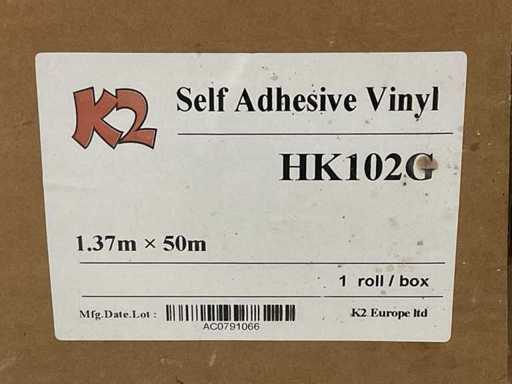 K2
Self Adhesive Vinyl
HK102G
1.37m × 50m
1 roll / box
Mfg.Date.Lot :
AC0791066
K2 Europe ltd